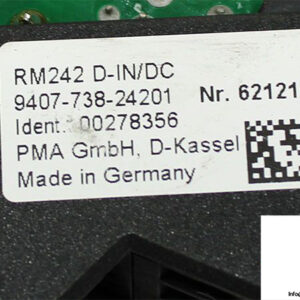 RM242 D-IN/DC
9407-738-24201 Nr. 62121
Ident. 00278356
PMA GmbH, D-Kassel
Made in Germany